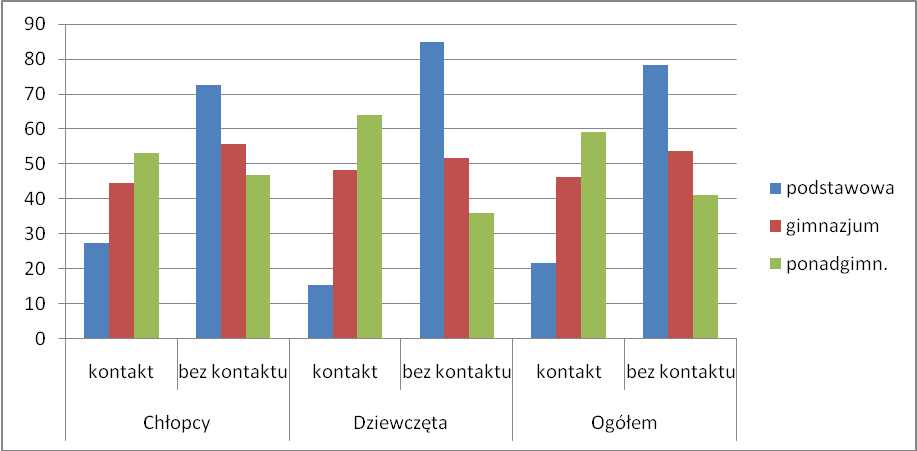 90
80
70
60
50
40
30
20
10
0
kontakt bez kontaktu kontakt bez kontaktu kontakt bez kontaktu
Chłopcy Dziewczęta Ogółem
podstawowa
gimnazjum
ponadgimn.